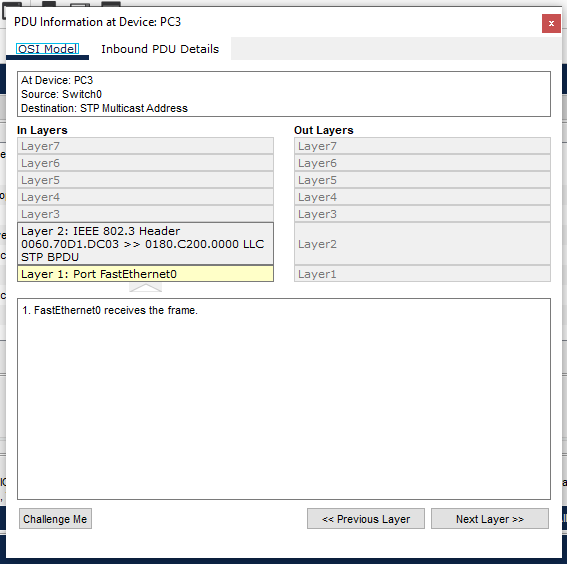 PDU Information at Device: PC3
x
OSI Model
Inbound PDU Details
At Device: PC3
Source: Switch0
Destination: STP Multicast Address
In Layers
Out Layers
Layer7
Layer7
Layer6
Layer6
Layer5
Layer5
Layer4
Layer4
Layer3
Layer3
Layer 2: IEEE 802.3 Header
0060.70D1.DC03 >> 0180.C200.0000 LLC
STP BPDU
Layer2
Layer 1: Port FastEthernet0
Layer1
1. FastEthernet0 receives the frame.
Challenge Me
<< Previous Layer
Next Layer >>